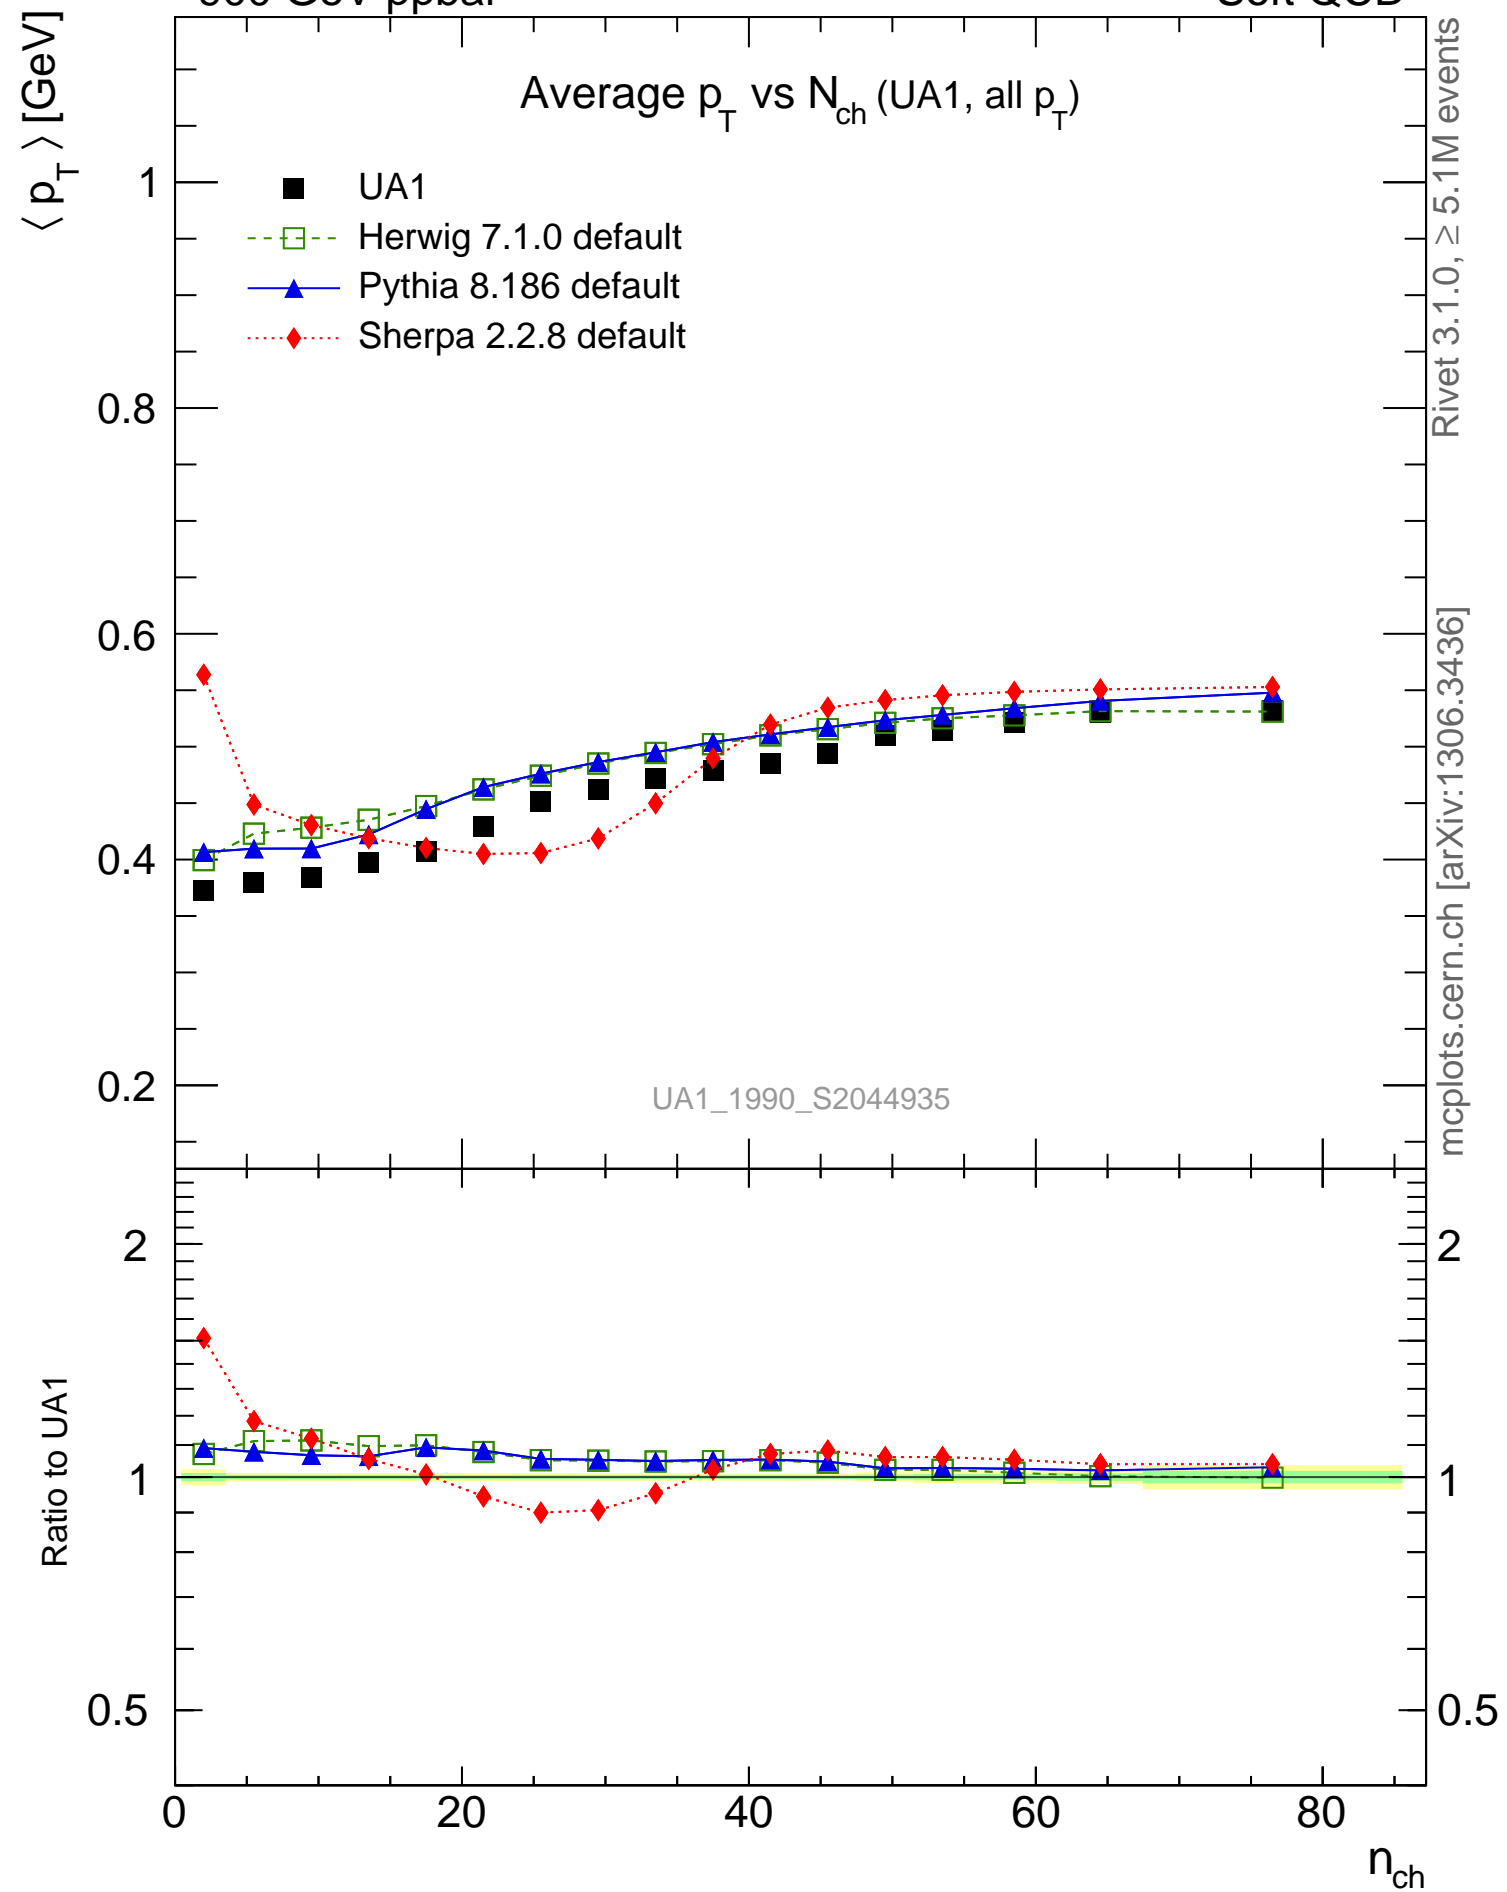 ⟨ p_T ⟩ [GeV]
Average p_T vs N_ch (UA1, all p_T)
UA1
Herwig 7.1.0 default
Pythia 8.186 default
Sherpa 2.2.8 default
1
0.8
0.6
0.4
0.2
UA1_1990_S2044935
Rivet 3.1.0, ≥ 5.1M events
mcplots.cern.ch [arXiv:1306.3436]
Ratio to UA1
2
1
0.5
2
1
0.5
0 20 40 60 80
n_ch